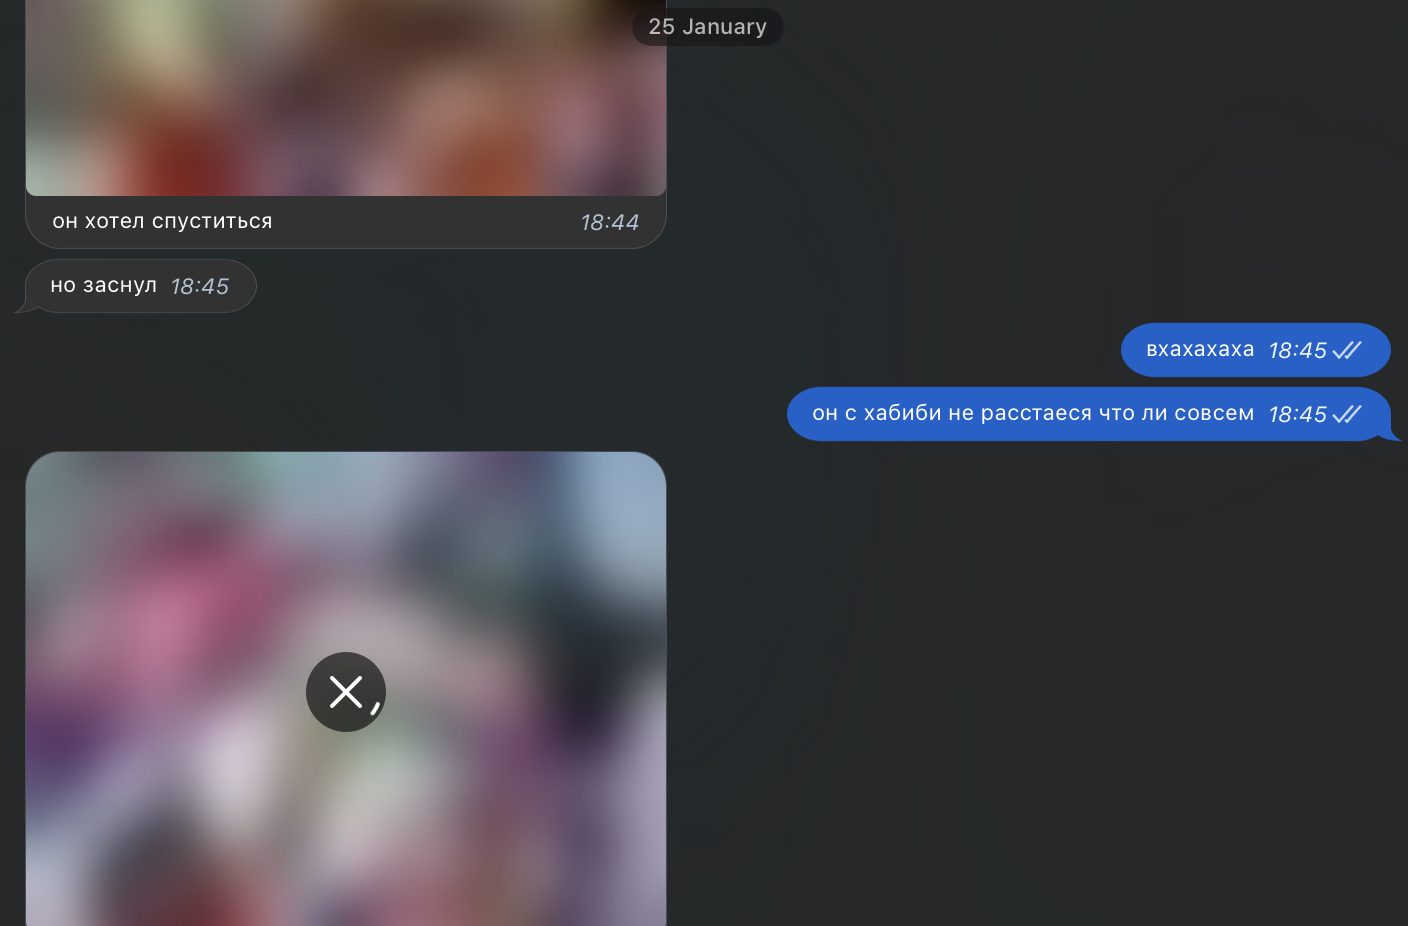 25 January
он хотел спуститься 18:44
но заснул 18:45
вхахахаха 18:45
он с хабиби не расстаеся что ли совсем 18:45